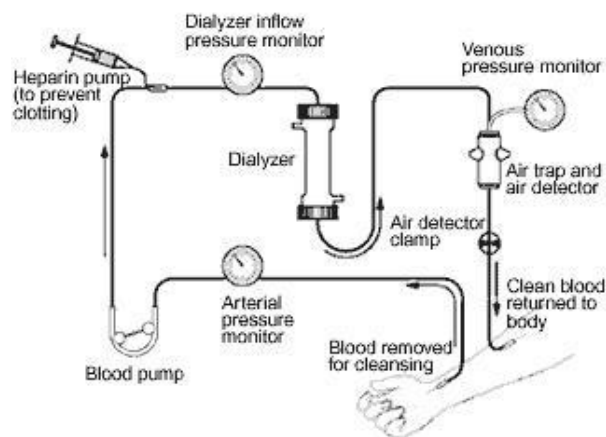 Dialyzer inflow
pressure monitor
Venous
pressure monitor
Heparin pump
(to prevent
clotting)
Dialyzer
Air trap and
air detector
Air detector
clamp
Arterial
pressure
monitor
Clean blood
returned to
body
Blood pump
Blood removed
for cleansing